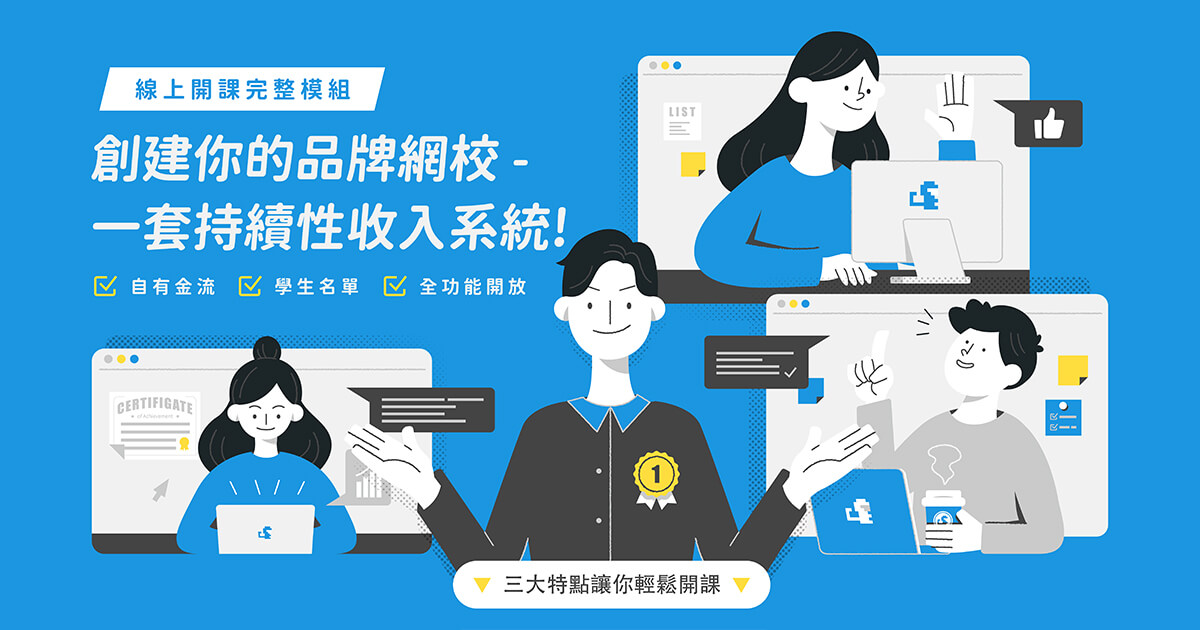 線上開課完整模組
創建你的品牌網校 -
一套持續性收入系統!
自有金流 學生名單 全功能開放
LIST
CERTIFIGATE
of Achievement
1
三大特點讓你輕鬆開課